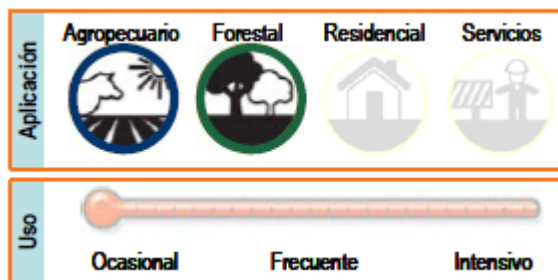 Aplicación
Agropecuario Forestal Residencial Servicios
Uso
Ocasional Frecuente Intensivo